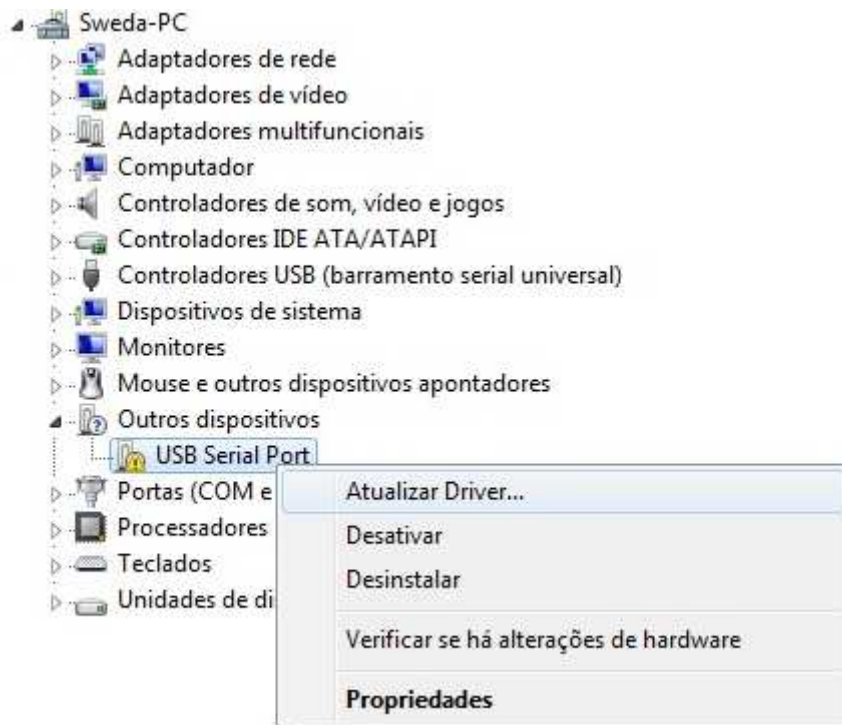 Sweda-PC
Adaptadores de rede
Adaptadores de vídeo
Adaptadores multifuncionais
Computador
Controladores de som, vídeo e jogos
Controladores IDE ATA/ATAPI
Controladores USB (barramento serial universal)
Dispositivos de sistema
Monitores
Mouse e outros dispositivos apontadores
Outros dispositivos
USB Serial Port
Portas (COM e
Atualizar Driver...
Processadores
Desativar
Teclados
Desinstalar
Unidades de di
Verificar se há alterações de hardware
Propriedades